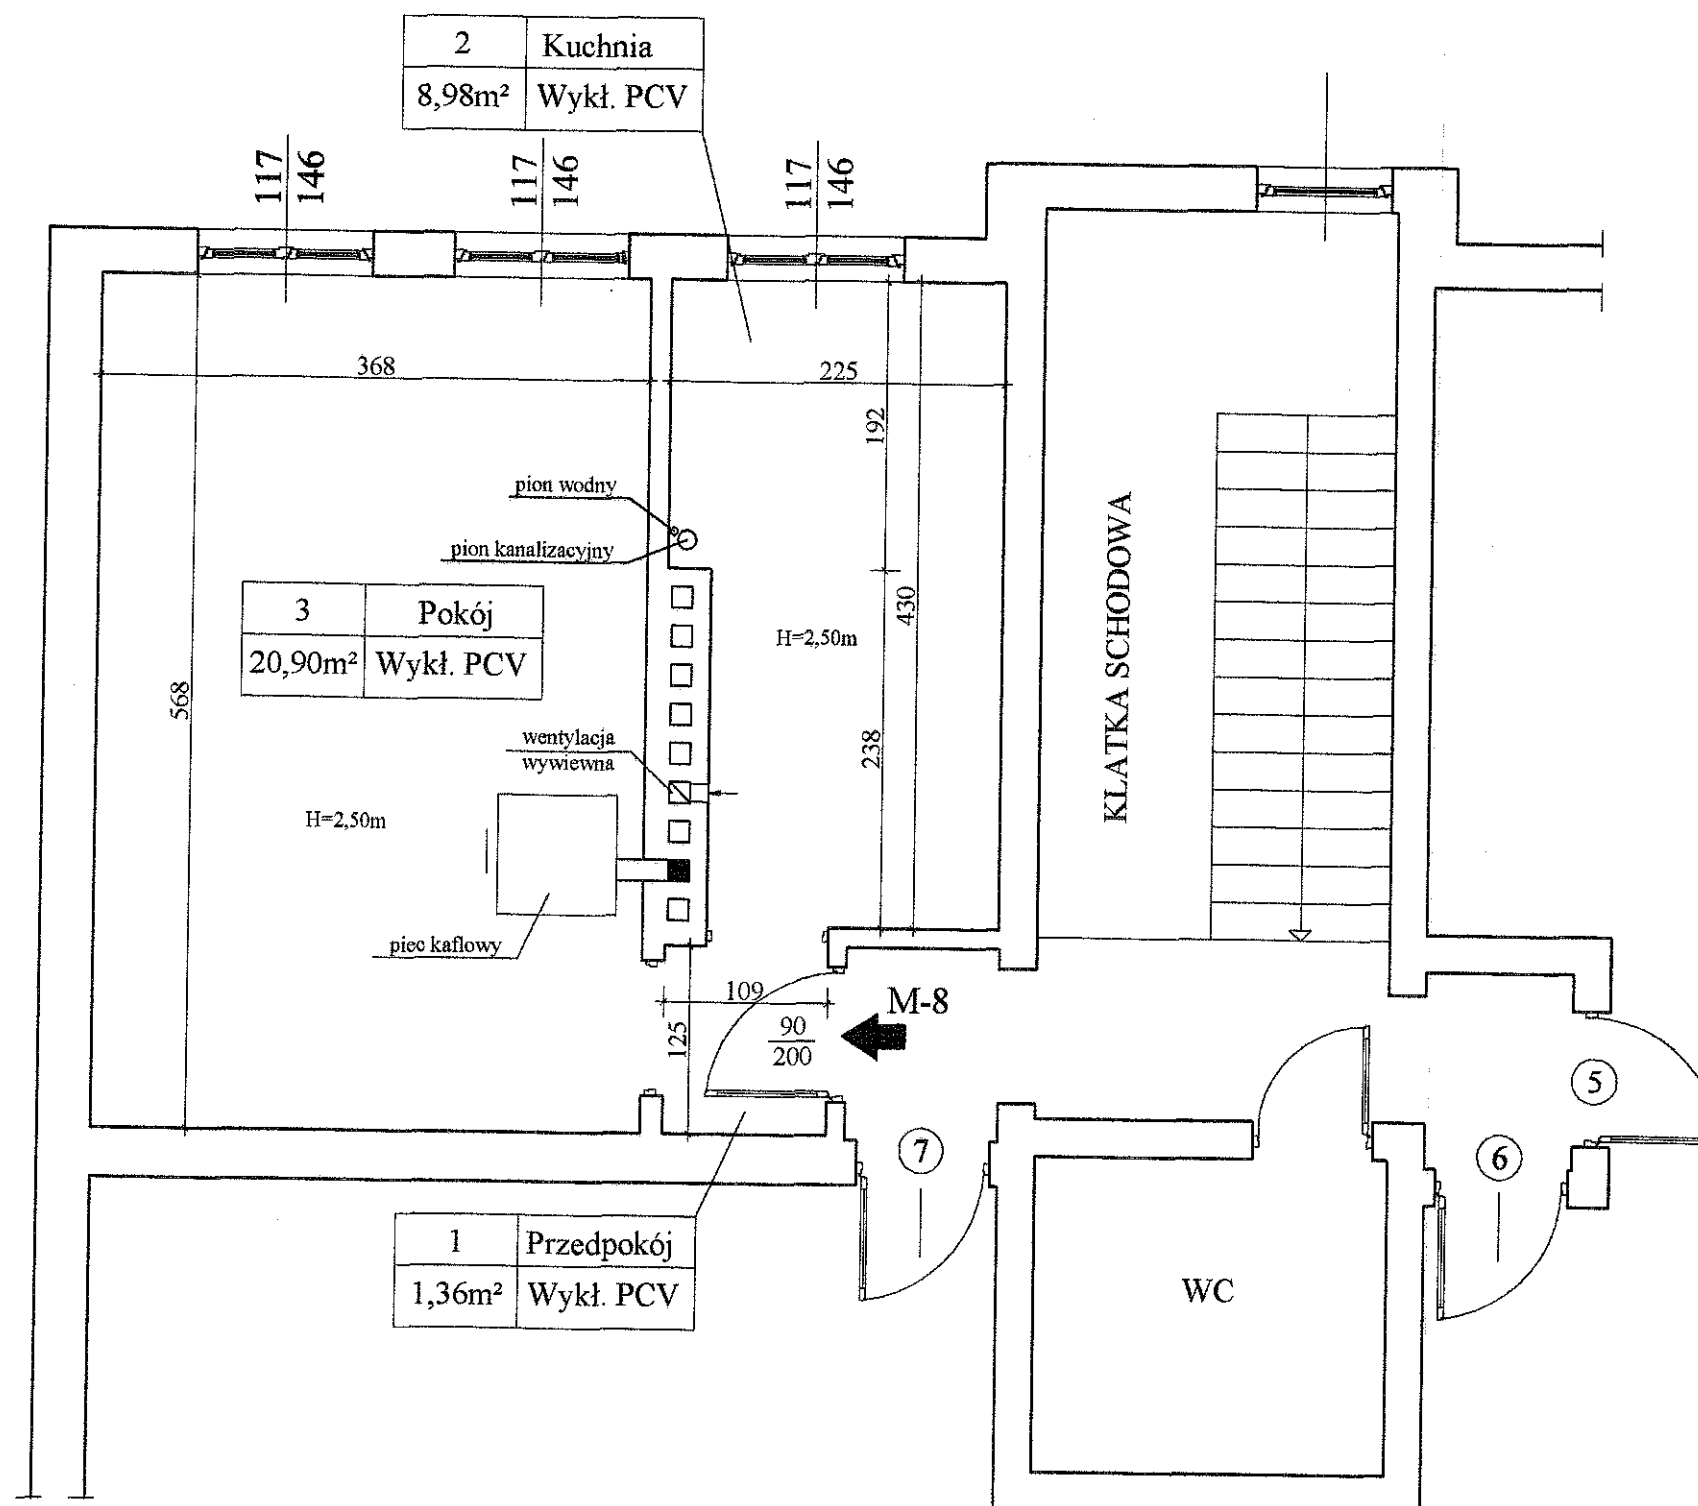 2 Kuchnia
8,98m² Wykł. PCV
117
146
117
146
117
146
368
225
192
pion wodny
pion kanalizacyjny
3 Pokój
20,90m² Wykł. PCV
430
H=2,50m
KLATKA SCHODOWA
568
wentylacja
wywiewna
238
H=2,50m
piec kaflowy
109
M-8
90
200
125
5
7
6
1 Przedpokój
1,36m² Wykł. PCV
WC